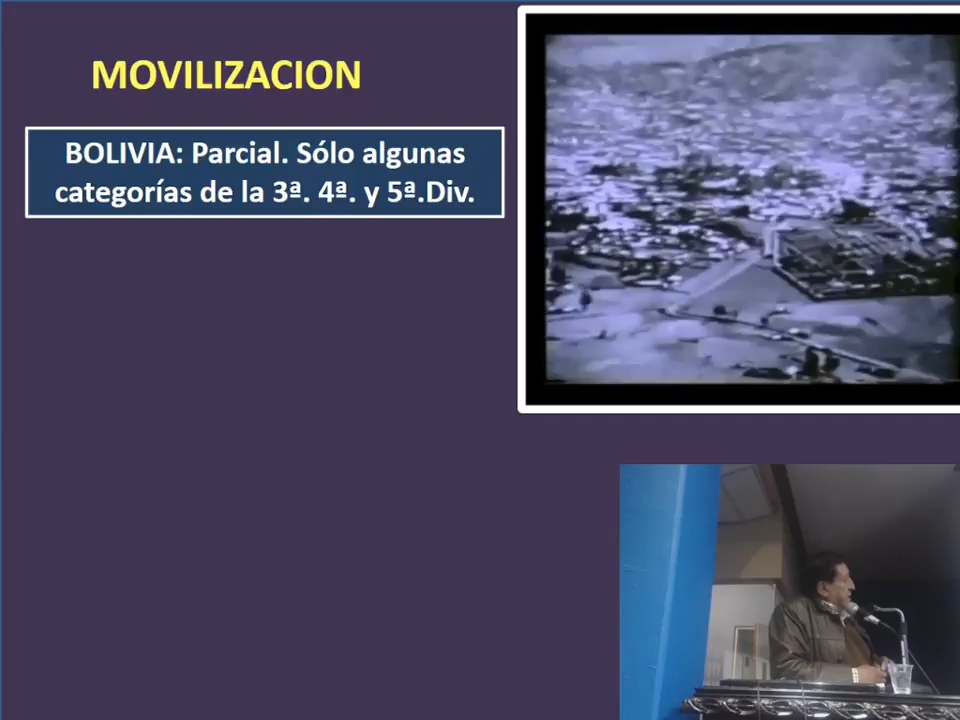 MOVILIZACION
BOLIVIA: Parcial. Sólo algunas
categorías de la 3ª. 4ª. y 5ª.Div.